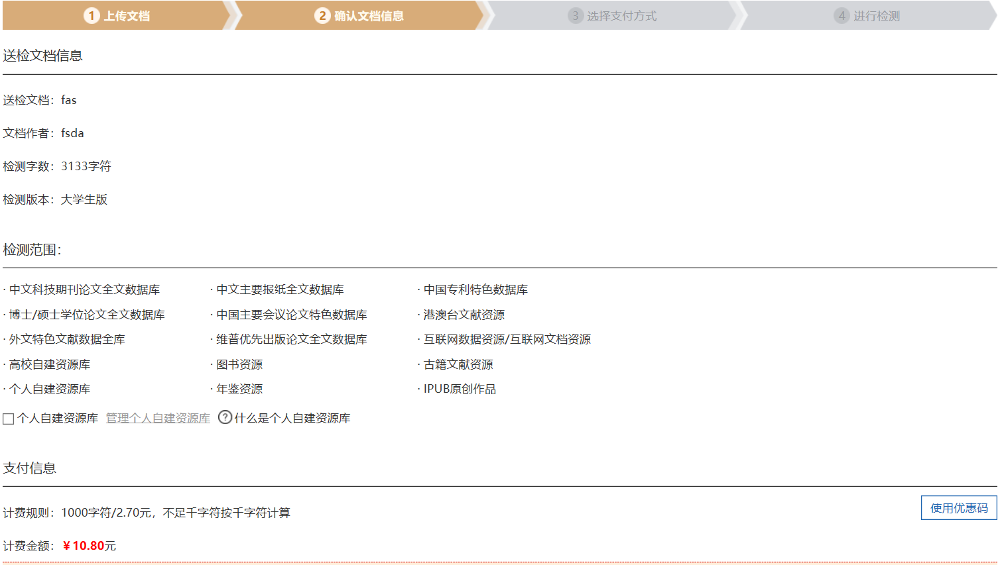 1 上传文档 2 确认文档信息 3 选择支付方式 4 进行检测
送检文档信息
送检文档：fas
文档作者：fsda
检测字数：3133字符
检测版本：大学生版
检测范围：
· 中文科技期刊论文全文数据库 · 中文主要报纸全文数据库 · 中国专利特色数据库
· 博士/硕士学位论文全文数据库 · 中国主要会议论文特色数据库 · 港澳台文献资源
· 外文特色文献数据全库 · 维普优先出版论文全文数据库 · 互联网数据资源/互联网文档资源
· 高校自建资源库 · 图书资源 · 古籍文献资源
· 个人自建资源库 · 年鉴资源 · IPUB原创作品
个人自建资源库 管理个人自建资源库 ? 什么是个人自建资源库
支付信息
计费规则：1000字符/2.70元，不足千字符按千字符计算 使用优惠码
计费金额：￥10.80元